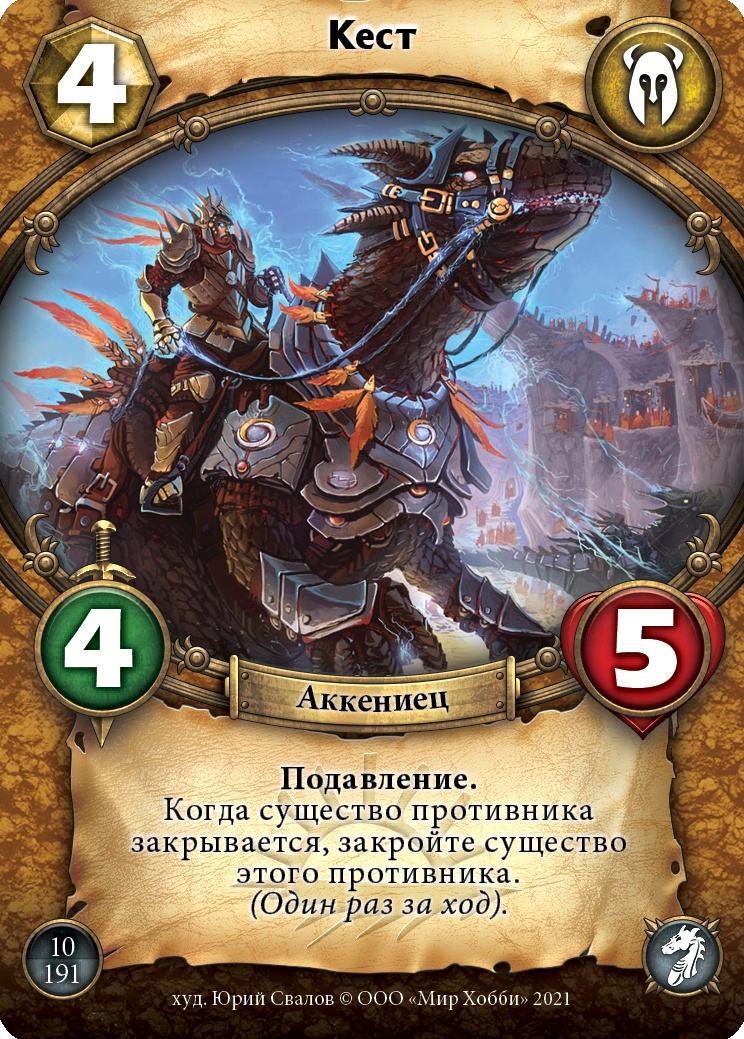 Кест
4
4
5
Аккениец
Подавление.
Когда существо противника
закрывается, закройте существо
этого противника.
(Один раз за ход).
10
191
худ. Юрий Свалов © ООО «Мир Хобби» 2021